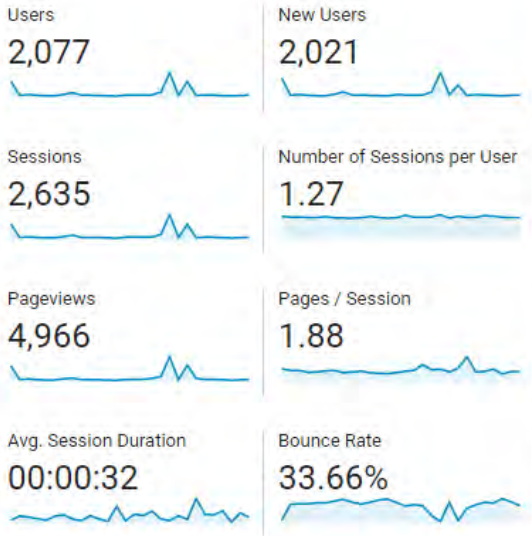 Users
2,077
New Users
2,021
Sessions
2,635
Number of Sessions per User
1.27
Pageviews
4,966
Pages / Session
1.88
Avg. Session Duration
00:00:32
Bounce Rate
33.66%